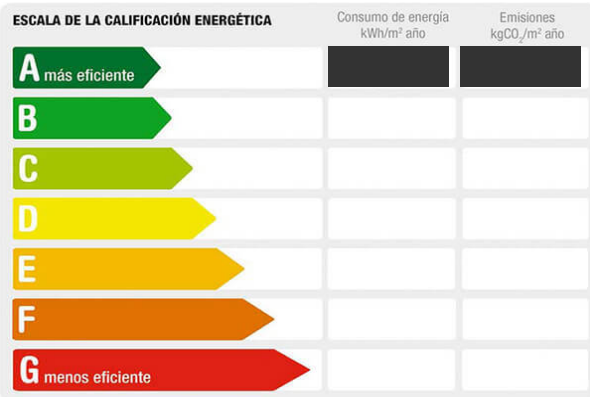 ESCALA DE LA CALIFICACIÓN ENERGÉTICA
Consumo de energía
kWh/m² año
Emisiones
kgCO₂/m² año
A más eficiente
B
C
D
E
F
G menos eficiente